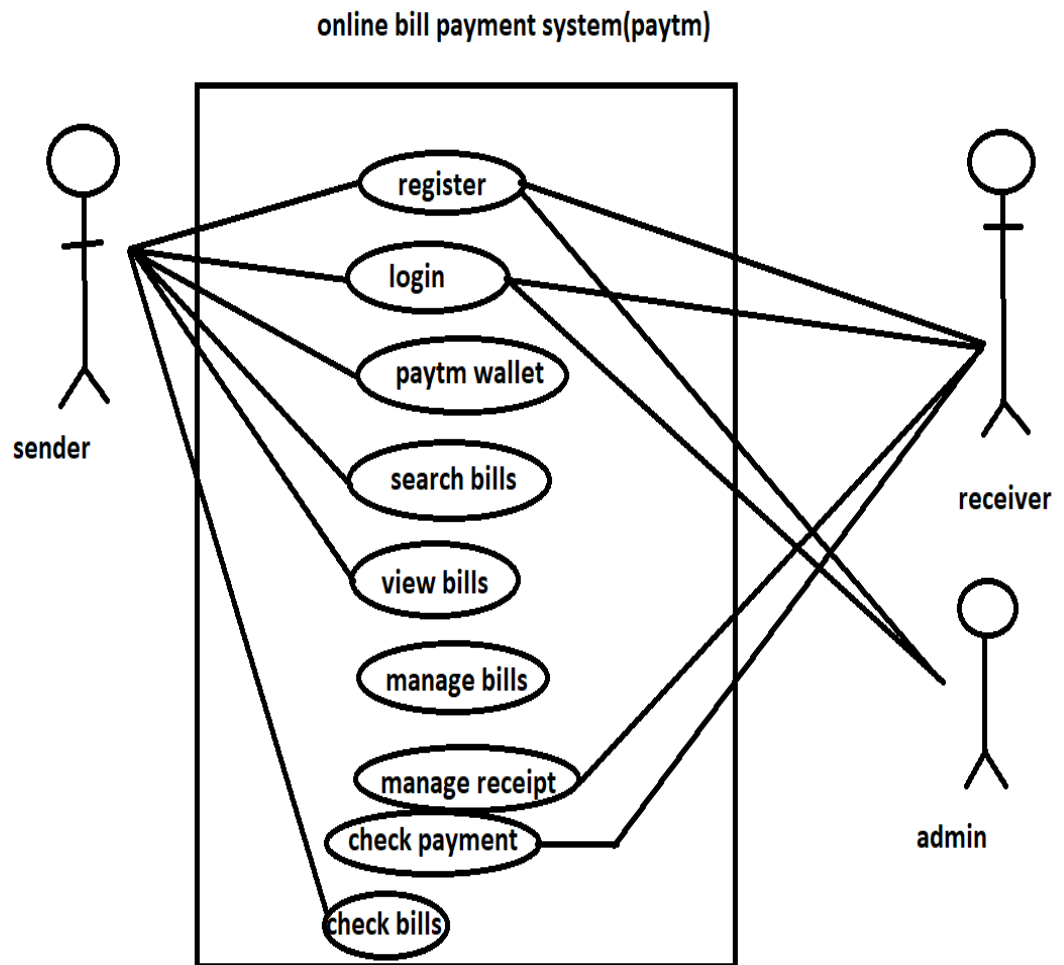 online bill payment system(paytm)
register
login
paytm wallet
search bills
sender
receiver
view bills
manage bills
manage receipt
check payment
admin
check bills